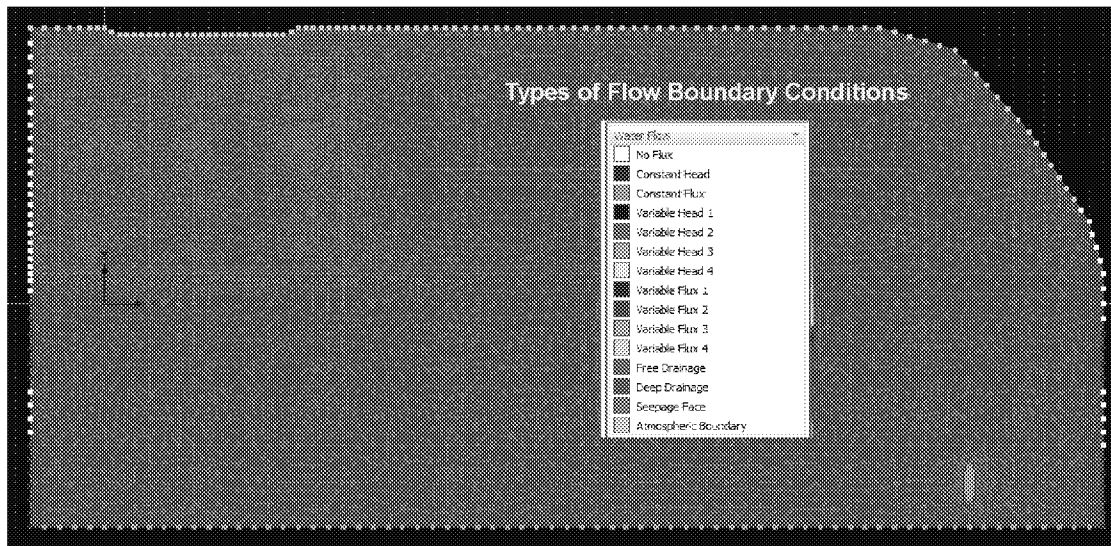 Types of Flow Boundary Conditions
Water Flow
No Flux
Constant Head
Constant Flux
Variable Head 1
Variable Head 2
Variable Head 3
Variable Head 4
Variable Flux 1
Variable Flux 2
Variable Flux 3
Variable Flux 4
Free Drainage
Deep Drainage
Seepage Face
Atmospheric Boundary